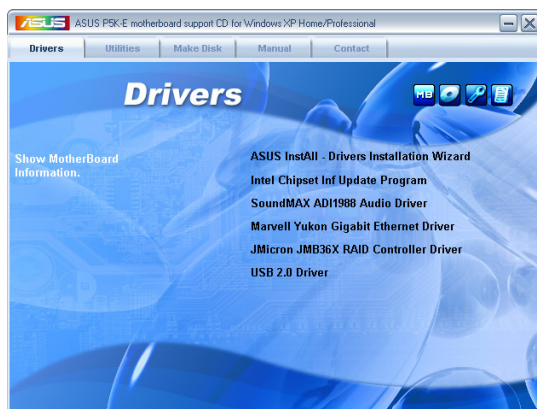 ASUS ASUS P5K-E motherboard support CD for Windows XP Home/Professional
Drivers Utilities Make Disk Manual Contact
Drivers
MB
Show MotherBoard
Information.
ASUS InstAll - Drivers Installation Wizard
Intel Chipset Inf Update Program
SoundMAX ADI1988 Audio Driver
Marvell Yukon Gigabit Ethernet Driver
JMicron JMB36X RAID Controller Driver
USB 2.0 Driver